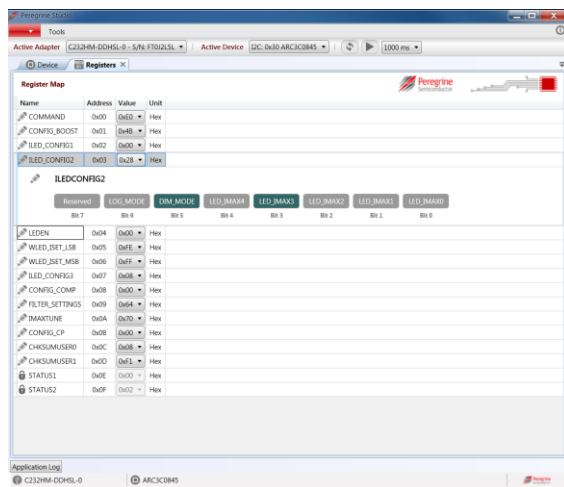 Peregrine Studio
Tools
Active Adapter C232HM-DDHSL-0 - S/N: FT0J2LSL Active Device I2C: 0x30 ARC3C0845 1000 ms
Device Registers ×
Register Map Peregrine Semiconductor
Name Address Value Unit
COMMAND 0x00 0xE0 Hex
CONFIG_BOOST 0x01 0x4B Hex
ILED_CONFIG1 0x02 0x00 Hex
ILED_CONFIG2 0x03 0x28 Hex
ILEDCONFIG2
Reserved LOG_MODE DIM_MODE LED_IMAX4 LED_IMAX3 LED_IMAX2 LED_IMAX1 LED_IMAX0
Bit 7 Bit 6 Bit 5 Bit 4 Bit 3 Bit 2 Bit 1 Bit 0
LEDEN 0x04 0x00 Hex
WLED_ISET_LSB 0x05 0xFE Hex
WLED_ISET_MSB 0x06 0xFF Hex
ILED_CONFIG3 0x07 0x08 Hex
CONFIG_COMP 0x08 0x00 Hex
FILTER_SETTINGS 0x09 0x64 Hex
IMAXTUNE 0x0A 0x70 Hex
CONFIG_CP 0x0B 0x00 Hex
CHKSUMUSER0 0x0C 0x08 Hex
CHKSUMUSER1 0x0D 0xF1 Hex
STATUS1 0x0E 0x00 Hex
STATUS2 0x0F 0x02 Hex
Application Log
C232HM-DDHSL-0 ARC3C0845 Peregrine